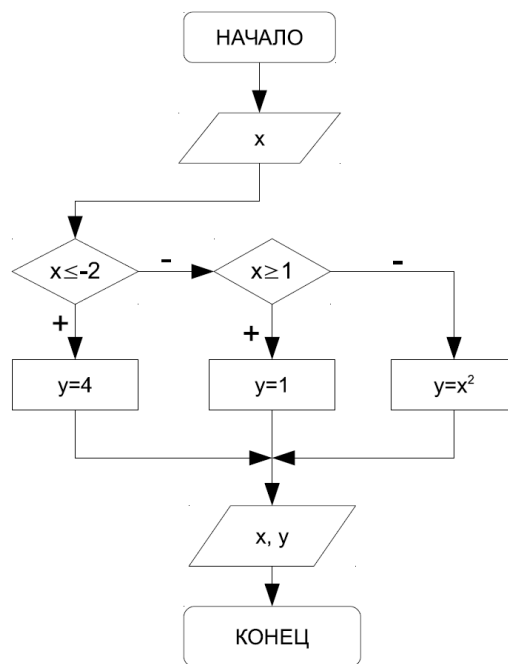 НАЧАЛО
x
x≤-2
-
x≥1
-
+
+
y=4
y=1
y=x²
x, y
КОНЕЦ